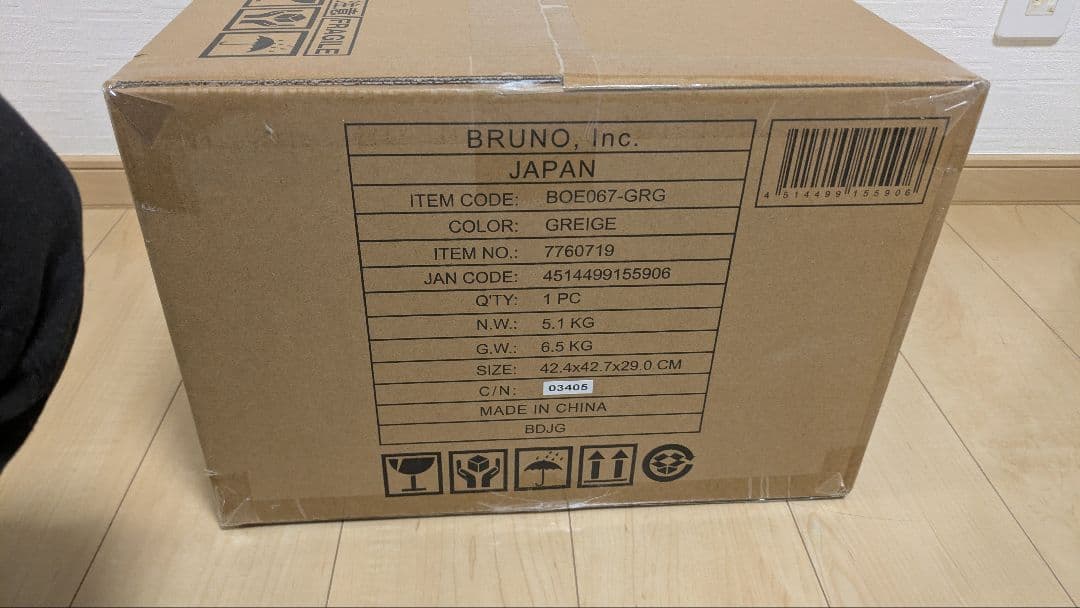 注意 FRAGILE
BRUNO, Inc.
JAPAN
ITEM CODE: BOE067-GRG
COLOR: GREIGE
ITEM NO.: 7760719
JAN CODE: 4514499155906
Q'TY: 1 PC
N.W.: 5.1 KG
G.W.: 6.5 KG
SIZE: 42.4x42.7x29.0 CM
C/N: 03405
MADE IN CHINA
BDJG
4 514499 155906